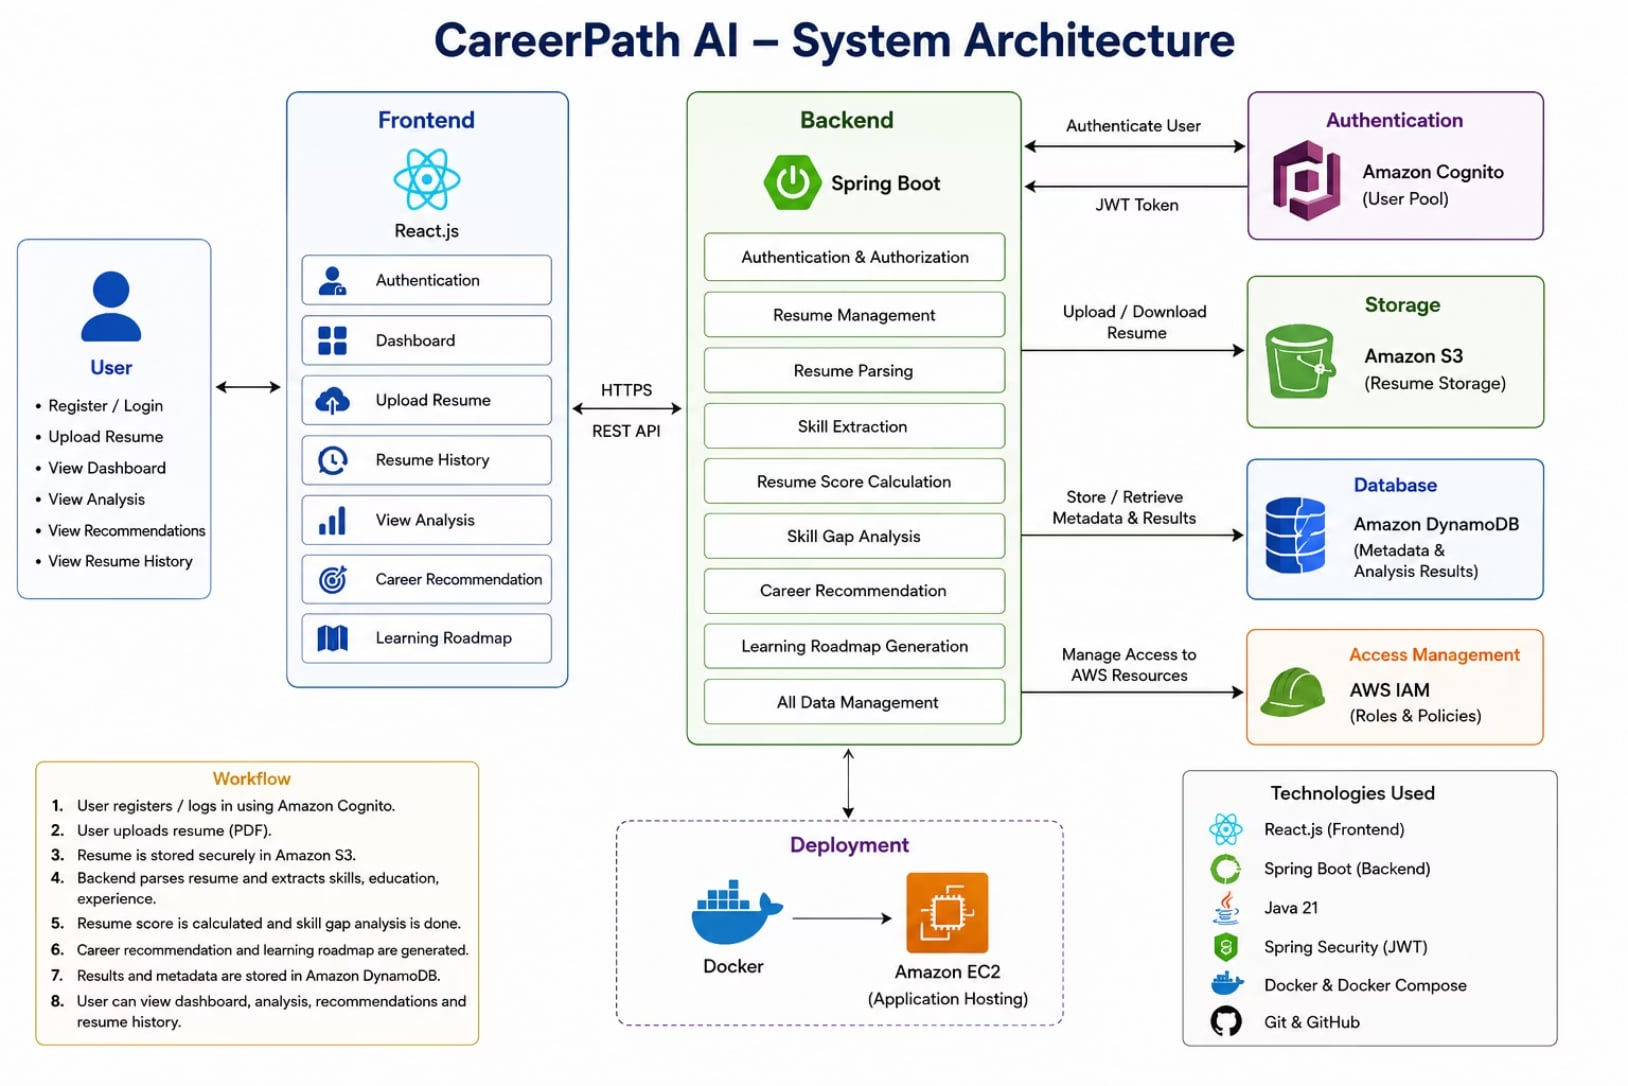 CareerPath AI – System Architecture
User
• Register / Login
• Upload Resume
• View Dashboard
• View Analysis
• View Recommendations
• View Resume History
Frontend
React.js
Authentication
Dashboard
Upload Resume
Resume History
View Analysis
Career Recommendation
Learning Roadmap
HTTPS
REST API
Backend
Spring Boot
Authentication & Authorization
Resume Management
Resume Parsing
Skill Extraction
Resume Score Calculation
Skill Gap Analysis
Career Recommendation
Learning Roadmap Generation
All Data Management
Authenticate User
JWT Token
Upload / Download
Resume
Store / Retrieve
Metadata & Results
Manage Access to
AWS Resources
Authentication
Amazon Cognito
(User Pool)
Storage
Amazon S3
(Resume Storage)
Database
Amazon DynamoDB
(Metadata &
Analysis Results)
Access Management
AWS IAM
(Roles & Policies)
Workflow
1. User registers / logs in using Amazon Cognito.
2. User uploads resume (PDF).
3. Resume is stored securely in Amazon S3.
4. Backend parses resume and extracts skills, education,
experience.
5. Resume score is calculated and skill gap analysis is done.
6. Career recommendation and learning roadmap are generated.
7. Results and metadata are stored in Amazon DynamoDB.
8. User can view dashboard, analysis, recommendations and
resume history.
Deployment
Docker
Amazon EC2
(Application Hosting)
Technologies Used
React.js (Frontend)
Spring Boot (Backend)
Java 21
Spring Security (JWT)
Docker & Docker Compose
Git & GitHub